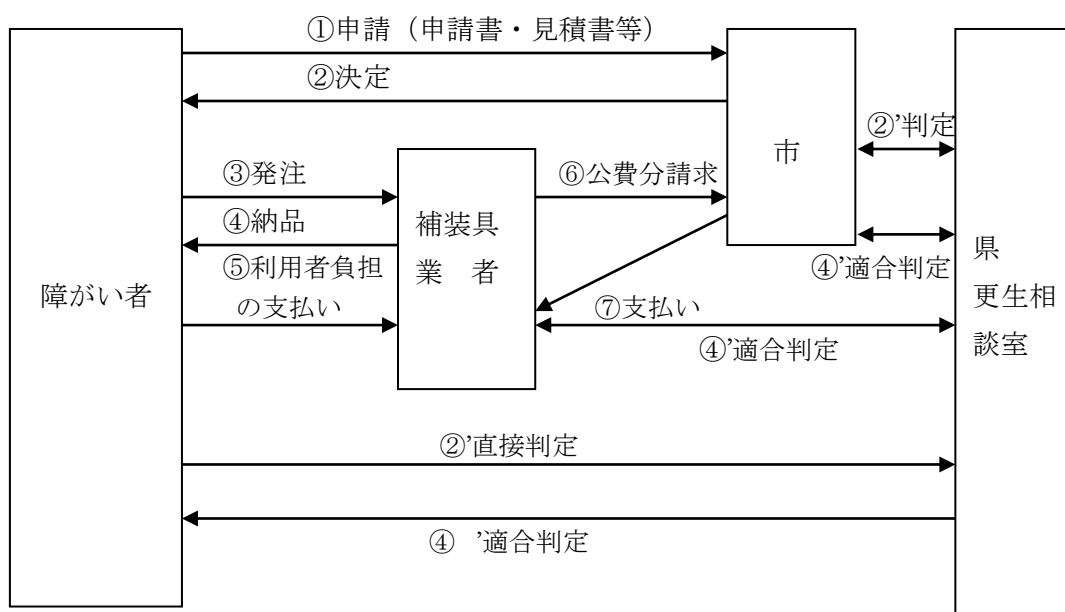 ①申請（申請書・見積書等）
②決定
②’判定
市
③発注
⑥公費分請求
④納品
補装具
業　者
⑤利用者負担
の支払い
④’適合判定
障がい者
県
更生相
談室
⑦支払い
④’適合判定
②’直接判定
④　’適合判定